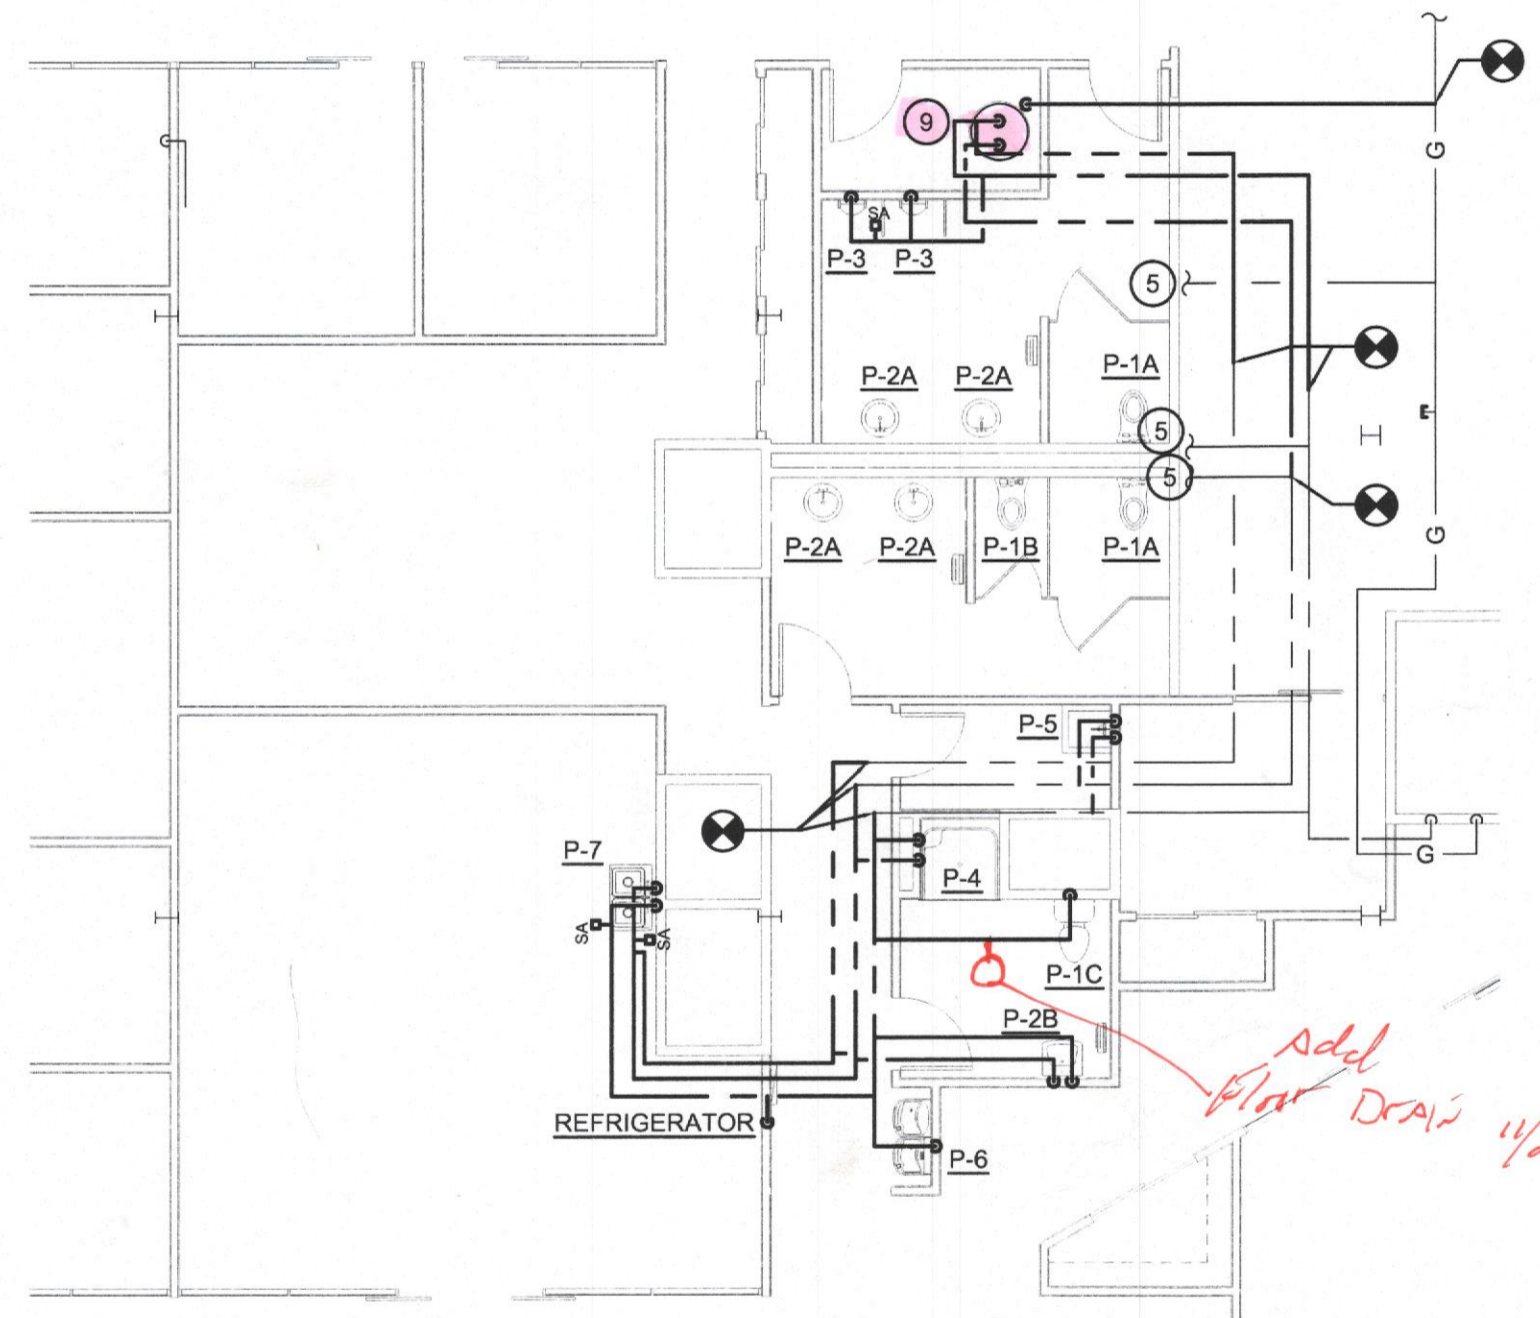 9
G
SA
P-3 P-3
5
P-2A P-2A P-1A
5
5
P-2A P-2A P-1B P-1A
G
P-5
P-7
P-4
G
SA
SA
P-1C
P-2B
Add
Floor Drain
REFRIGERATOR
P-6